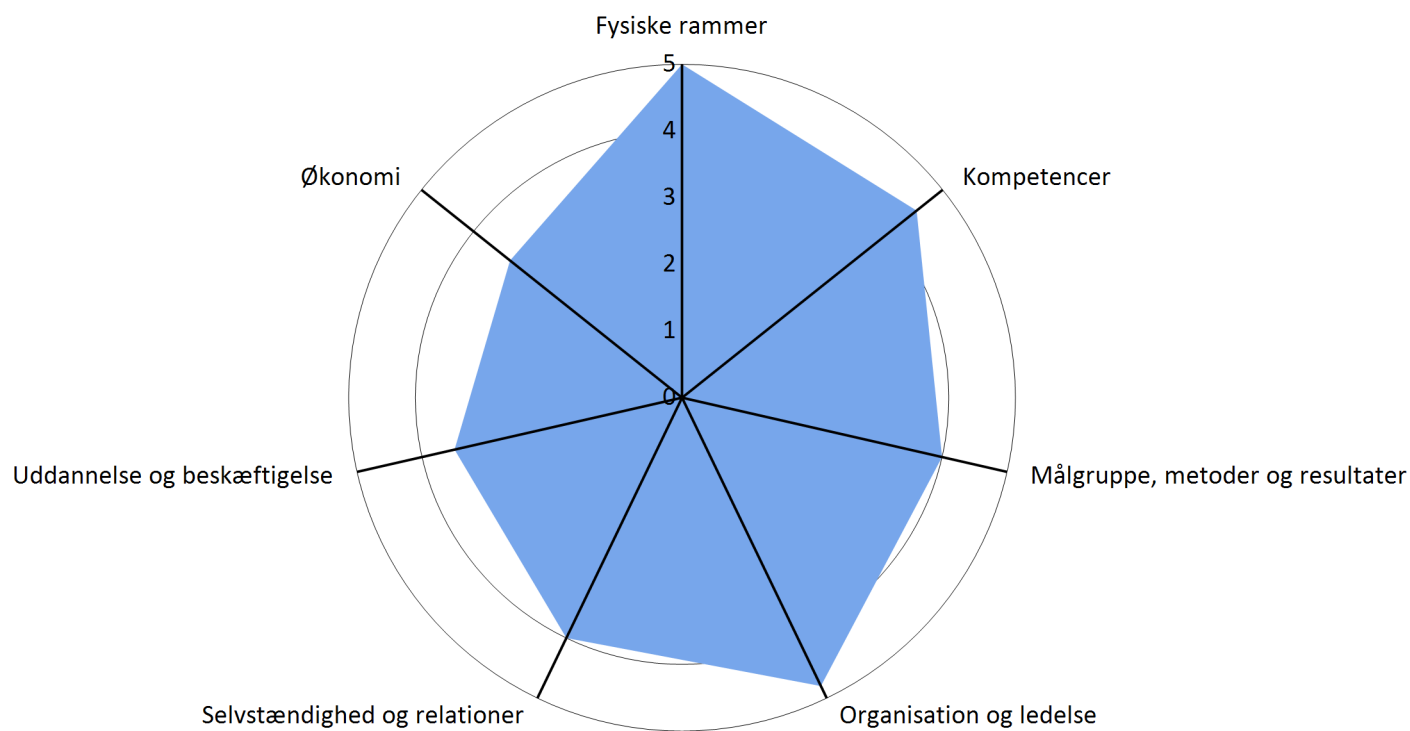 Fysiske rammer
5
4
Økonomi
Kompetencer
3
2
1
0
Uddannelse og beskæftigelse
Målgruppe, metoder og resultater
Selvstændighed og relationer
Organisation og ledelse